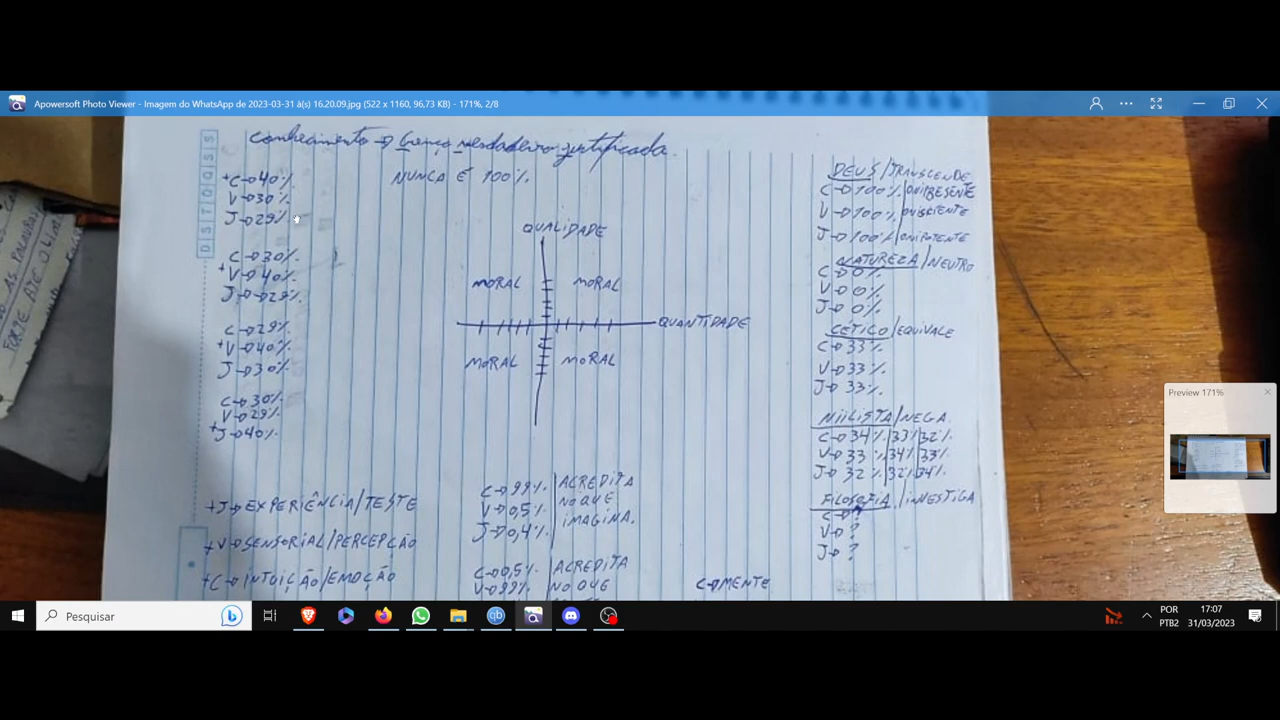 Apowersoft Photo Viewer - Imagem do WhatsApp de 2023-03-31 à(s) 16.20.09.jpg (522 x 1160, 96,73 KB) - 171%, 2/8
Conhecimento → Crença verdadeira justificada
NUNCA É 100%
D S T Q Q S S
+C→40%
V→30%
J→29%
C→30%
+V→40%
J→29%
C→29%
+V→40%
J→30%
C→30%
V→29%
+J→40%
QUALIDADE
MORAL MORAL
QUANTIDADE
MORAL MORAL
+J→EXPERIÊNCIA/TESTE
+V→SENSORIAL/PERCEPÇÃO
+C→INTUIÇÃO/EMOÇÃO
C→99% | ACREDITA
V→0,5% | NO QUE
J→0,4% | IMAGINA.
C→0,5% | ACREDITA
V→99% | NO QUE
C→MENTE
DEUS/TRANSCENDE
C→100%/ONIPRESENTE
V→100%/ONISCIENTE
J→100%/ONIPOTENTE
NATUREZA/NEUTRO
C→0%
V→0%
J→0%
CÉTICO/EQUIVALE
C→33%
V→33%
J→33%
NIILISTA/NEGA
C→34%|33%|32%
V→33%|34%|33%
J→32%|32%|34%
FILOSOFIA/INVESTIGA
C→?
V→?
J→?
Preview 171%
Pesquisar
POR
PTB2
17:07
31/03/2023